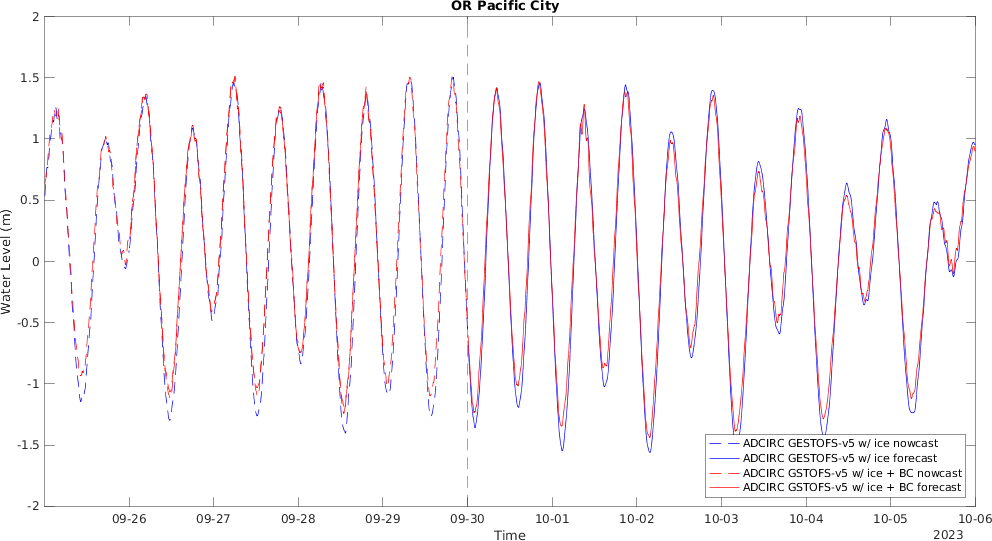 OR Pacific City
2
1.5
1
0.5
0
-0.5
-1
-1.5
-2
Water Level (m)
ADCIRC GESTOFS-v5 w/ ice nowcast
ADCIRC GESTOFS-v5 w/ ice forecast
ADCIRC GSTOFS-v5 w/ ice + BC nowcast
ADCIRC GSTOFS-v5 w/ ice + BC forecast
09-26 09-27 09-28 09-29 09-30 10-01 10-02 10-03 10-04 10-05 10-06
Time
2023